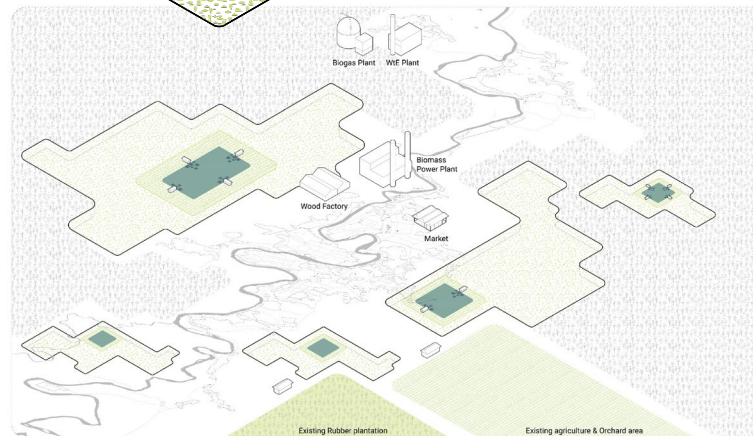 Biogas Plant
WtE Plant
Biomass
Power Plant
Wood Factory
Market
Existing Rubber plantation
Existing agriculture & Orchard area